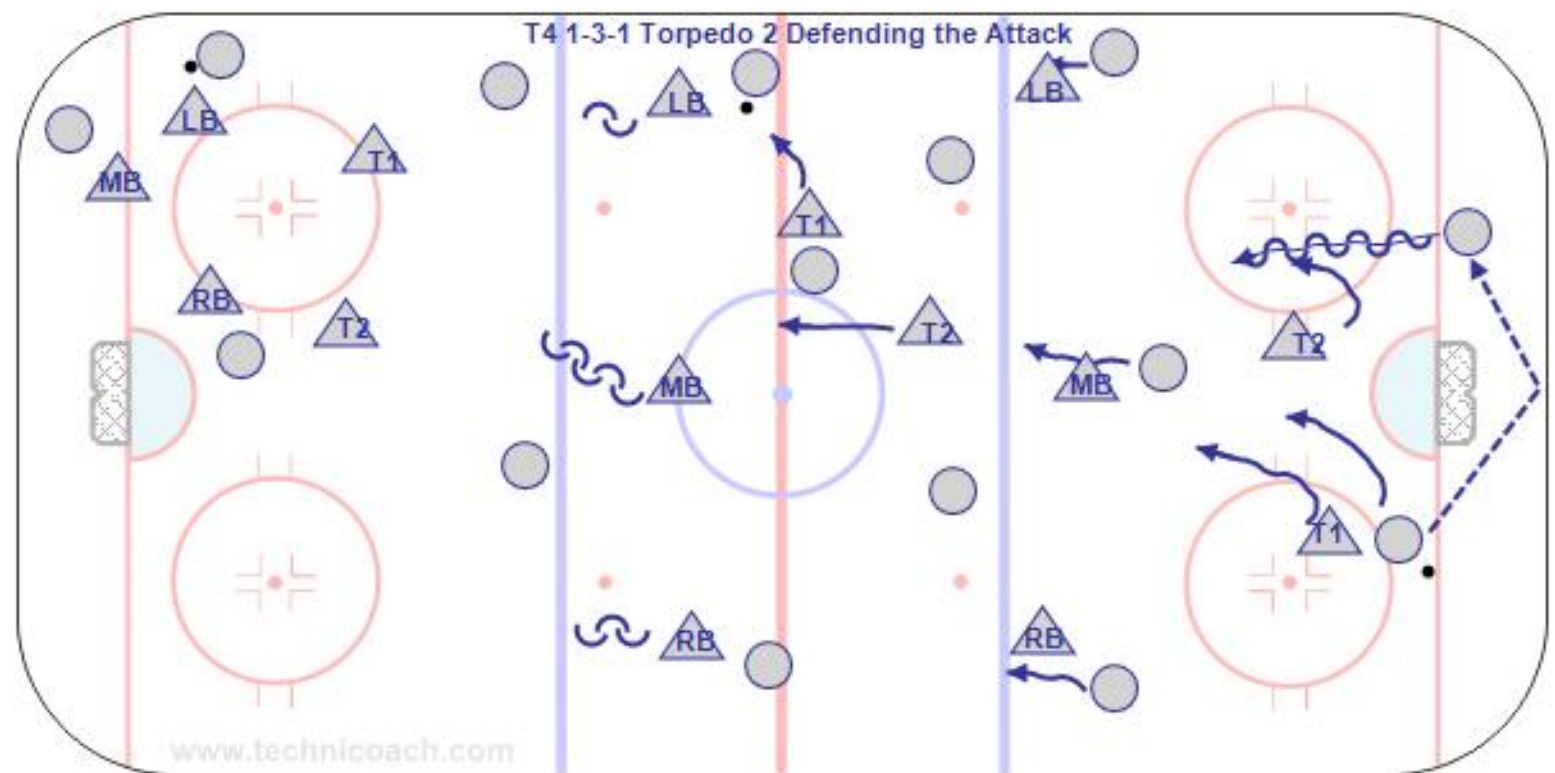 T4 1-3-1 Torpedo 2 Defending the Attack
LB
T1
MB
RB
T2
LB
T1
T2
MB
RB
LB
T2
MB
T1
RB
www.technicoach.com